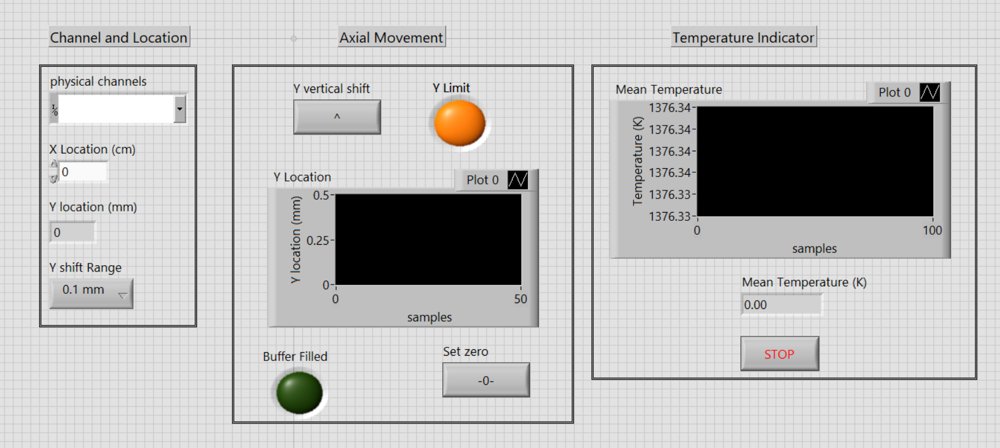 Channel and Location
physical channels
I/O
X Location (cm)
0
Y location (mm)
0
Y shift Range
0.1 mm
Axial Movement
Y vertical shift
^
Y Limit
Y Location
Plot 0
Y location (mm)
0.5
0.25
0
0
50
samples
Buffer Filled
Set zero
-0-
Temperature Indicator
Mean Temperature
Plot 0
Temperature (K)
1376.34
1376.34
1376.34
1376.34
1376.33
1376.33
0
100
samples
Mean Temperature (K)
0.00
STOP